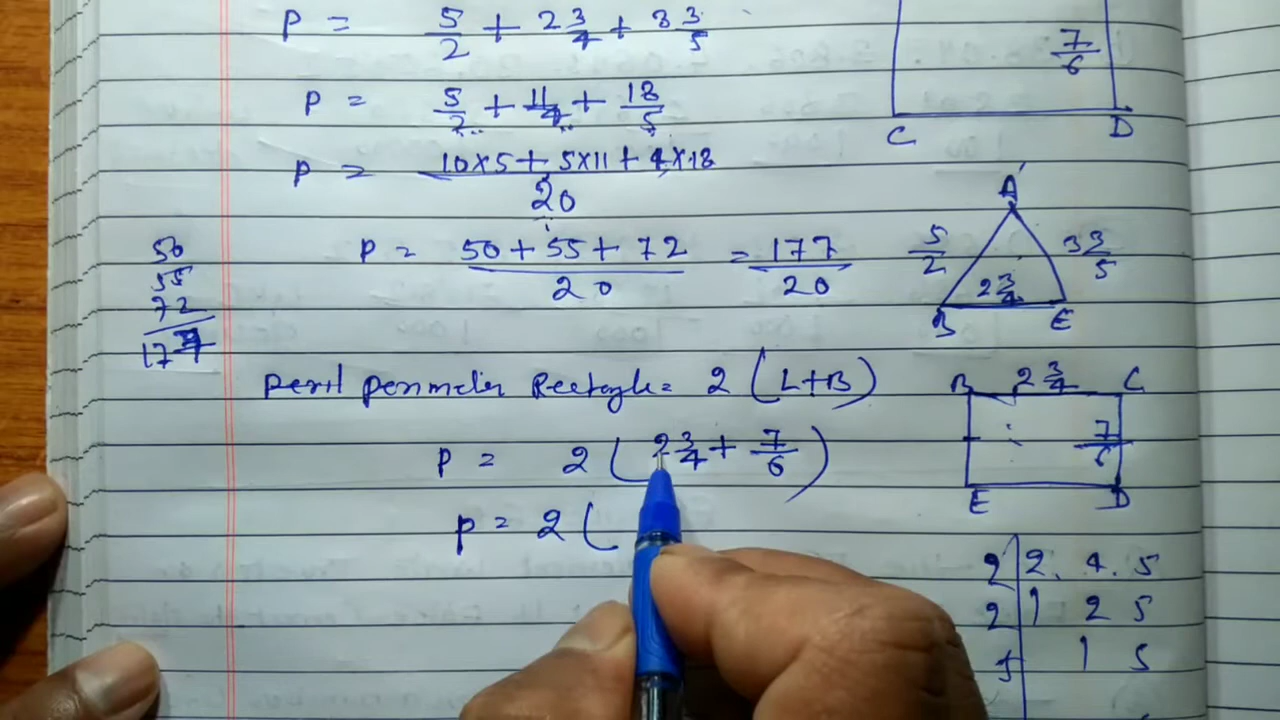 P = 5/2 + 2 3/4 + 3 3/5
7/6
P = 5/2 + 11/4 + 18/5
C D
P = 10×5 + 5×11 + 4×18 / 20
A
P = 50 + 55 + 72 / 20 = 177 / 20
5/2 3 3/5
2 3/4
B E
50
55
72
177
Rectagle = 2 (L+B)
B 2 3/4 C
P = 2 ( 2 3/4 + 7/6 )
7/6
E D
P = 2 (
2 | 2. 4. 5
2 | 1 2 5
5 | 1 5